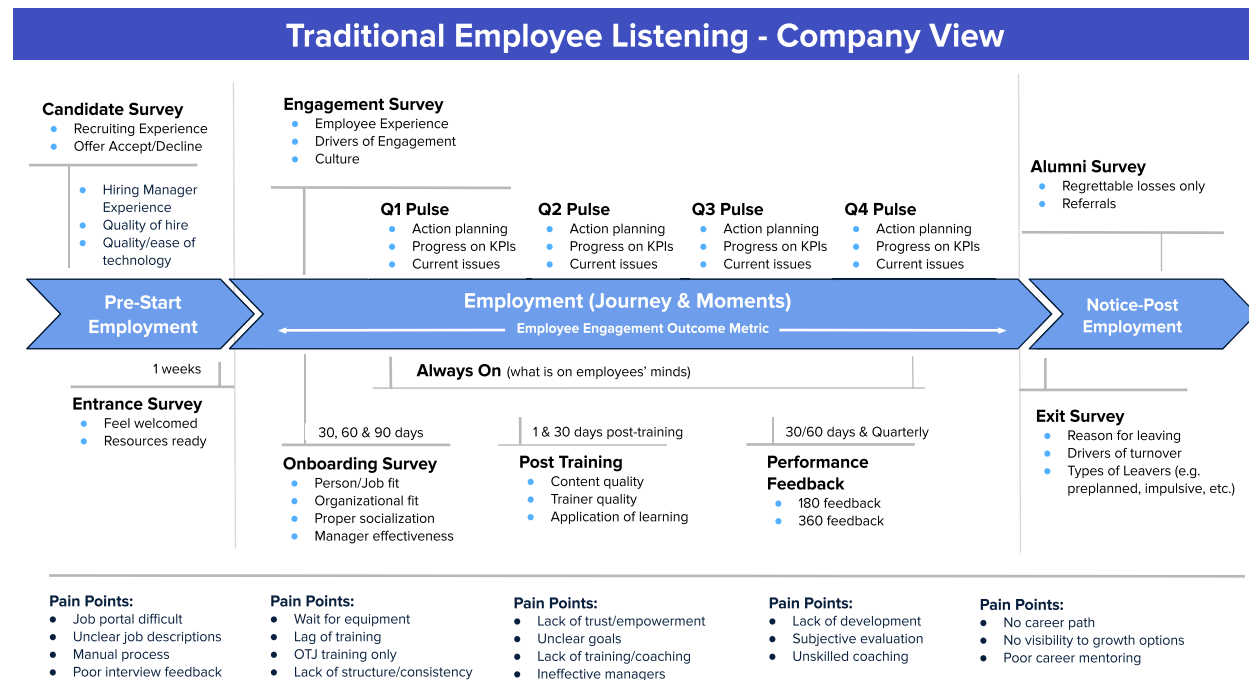 Traditional Employee Listening - Company View
Candidate Survey
Recruiting Experience
Offer Accept/Decline
Hiring Manager
Experience
Quality of hire
Quality/ease of
technology
Engagement Survey
Employee Experience
Drivers of Engagement
Culture
Q1 Pulse
Action planning
Progress on KPIs
Current issues
Q2 Pulse
Action planning
Progress on KPIs
Current issues
Q3 Pulse
Action planning
Progress on KPIs
Current issues
Q4 Pulse
Action planning
Progress on KPIs
Current issues
Alumni Survey
Regrettable losses only
Referrals
Pre-Start
Employment
Employment (Journey & Moments)
Employee Engagement Outcome Metric
Notice-Post
Employment
1 weeks
Entrance Survey
Feel welcomed
Resources ready
Always On (what is on employees’ minds)
30, 60 & 90 days
Onboarding Survey
Person/Job fit
Organizational fit
Proper socialization
Manager effectiveness
1 & 30 days post-training
Post Training
Content quality
Trainer quality
Application of learning
30/60 days & Quarterly
Performance
Feedback
180 feedback
360 feedback
Exit Survey
Reason for leaving
Drivers of turnover
Types of Leavers (e.g.
preplanned, impulsive, etc.)
Pain Points:
Job portal difficult
Unclear job descriptions
Manual process
Poor interview feedback
Pain Points:
Wait for equipment
Lag of training
OTJ training only
Lack of structure/consistency
Pain Points:
Lack of trust/empowerment
Unclear goals
Lack of training/coaching
Ineffective managers
Pain Points:
Lack of development
Subjective evaluation
Unskilled coaching
Pain Points:
No career path
No visibility to growth options
Poor career mentoring